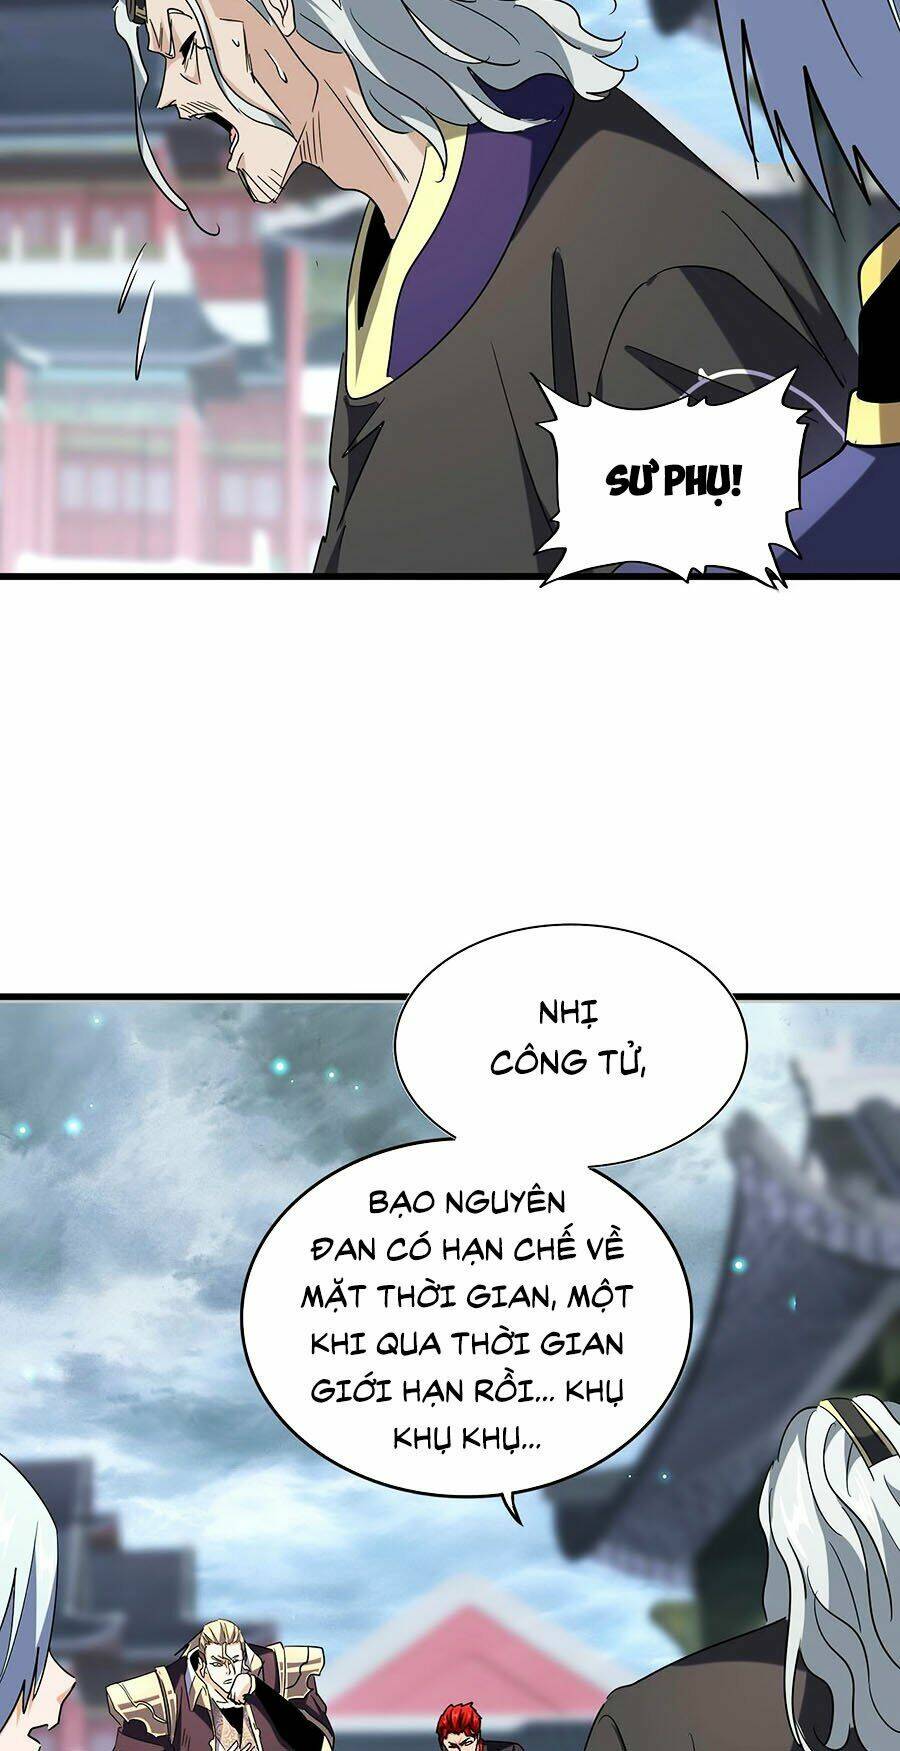 SƯ PHỤ!
NHỊ
CÔNG TỬ,
BẠO NGUYÊN
ĐAN CÓ HẠN CHẾ VỀ
MẶT THỜI GIAN, MỘT
KHI QUA THỜI GIAN
GIỚI HẠN RỒI... KHỤ
KHỤ KHỤ...